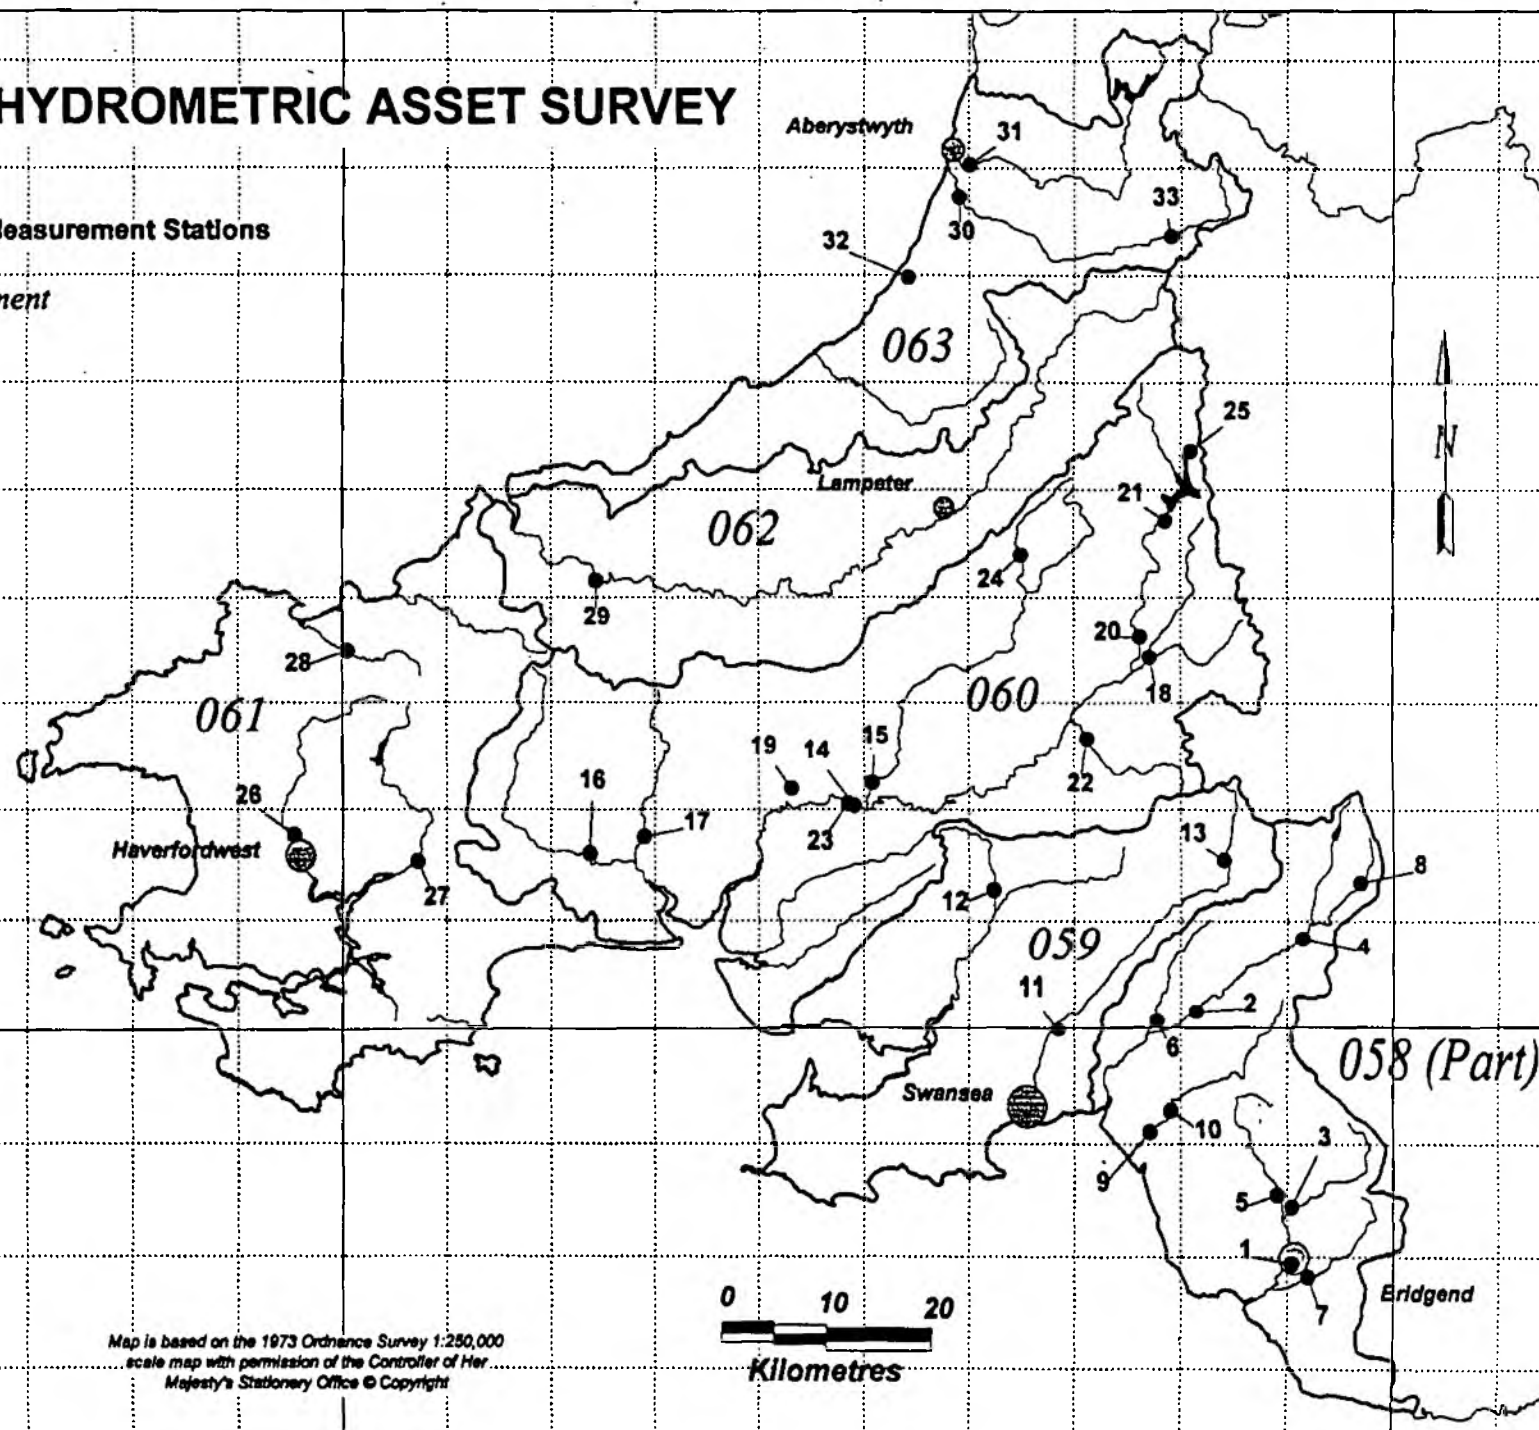 HYDROMETRIC ASSET SURVEY
Aberystwyth
31
leasurement Stations
33
30
32
nent
063
25
N
Lampeter
21
062
24
29
20
28
18
061
060
15
19
14
16
22
26
17
23
13
Haverfordwest
8
27
12
059
4
11
2
6
058 (Part)
Swansea
10
3
9
5
1
Bridgend
7
0 10 20
Kilometres
Map is based on the 1973 Ordnance Survey 1:250,000
scale map with permission of the Controller of Her
Majesty's Stationery Office © Copyright